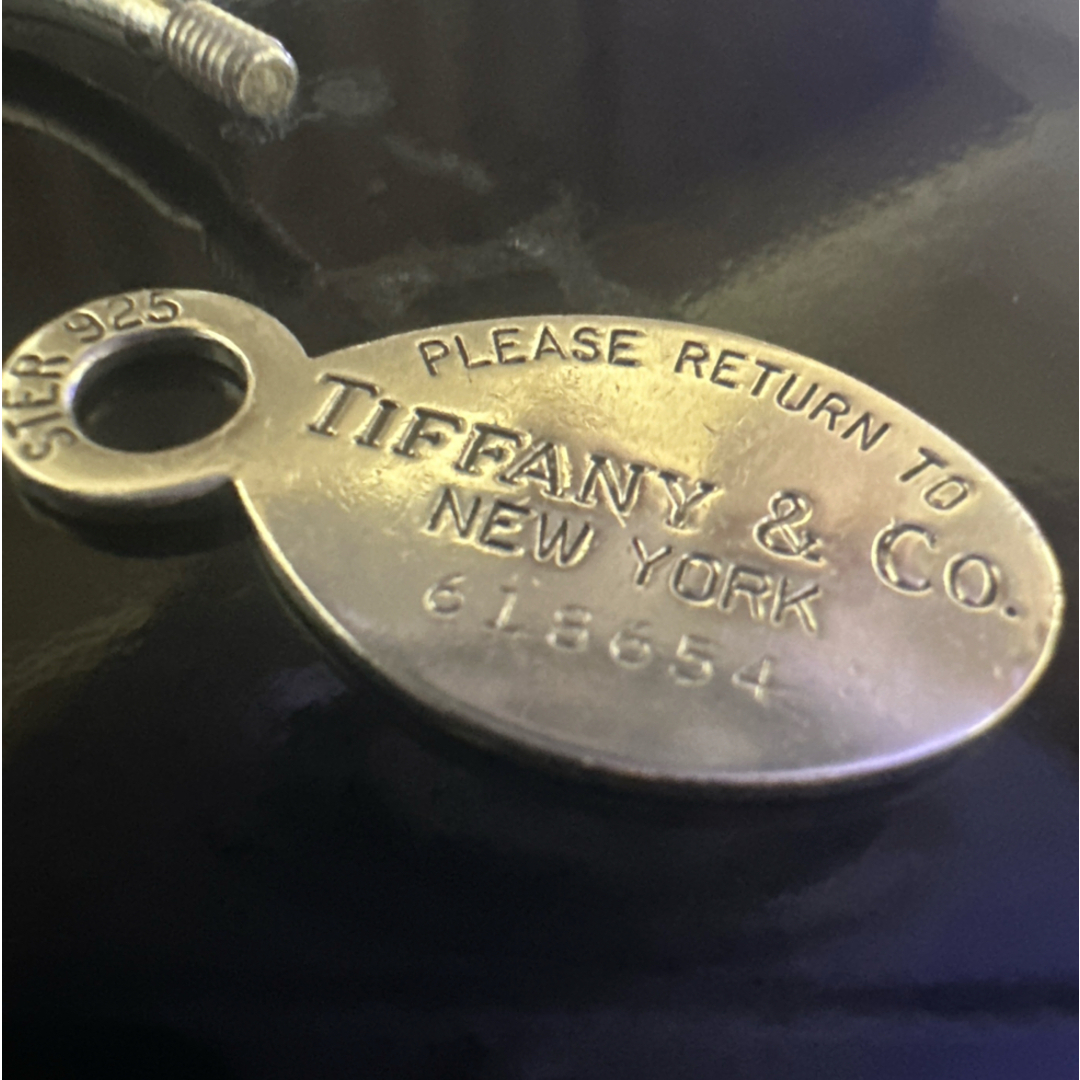 STER 925
PLEASE RETURN TO
TIFFANY & CO.
NEW YORK
618654